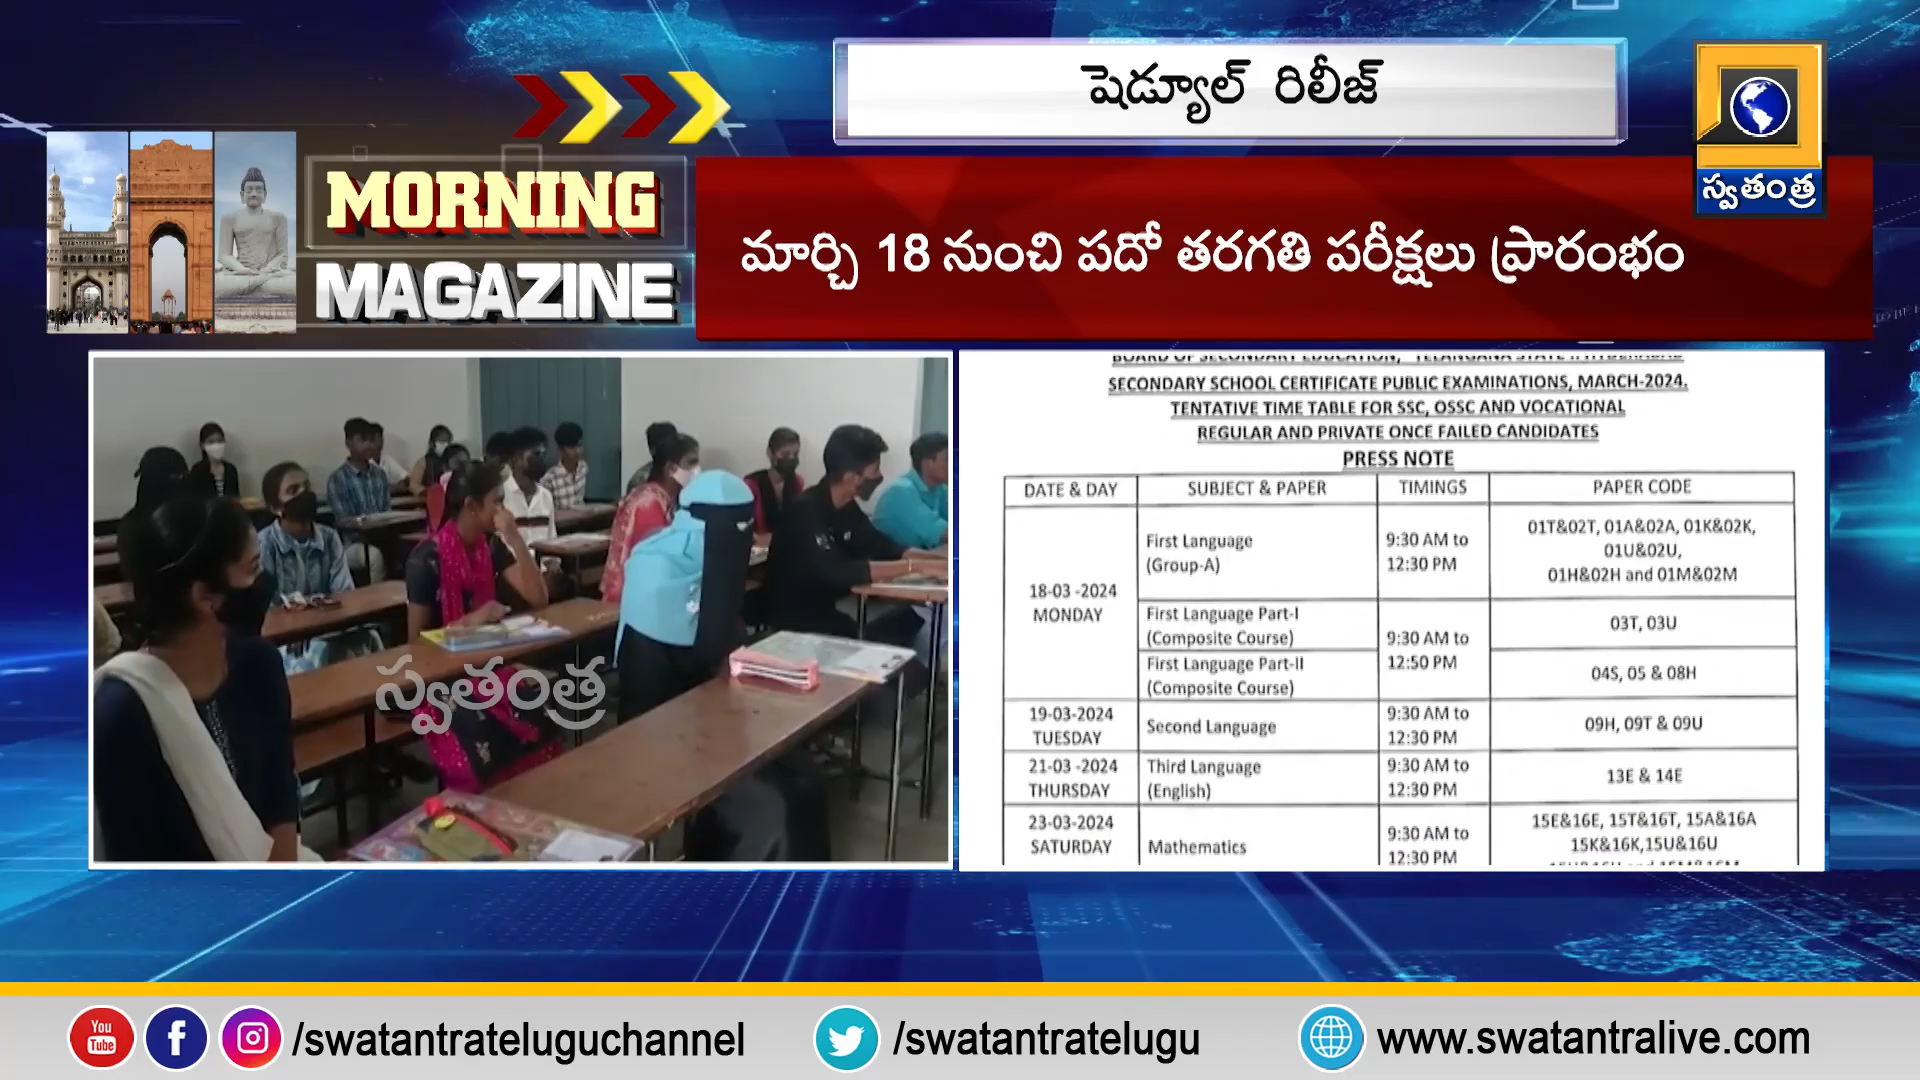 షెడ్యూల్ రిలీజ్
స్వతంత్ర
MORNING
MAGAZINE
మార్చి 18 నుంచి పదో తరగతి పరీక్షలు ప్రారంభం
BOARD OF SECONDARY EDUCATION, TELANGANA STATE :: HYDERABAD
SECONDARY SCHOOL CERTIFICATE PUBLIC EXAMINATIONS, MARCH-2024.
TENTATIVE TIME TABLE FOR SSC, OSSC AND VOCATIONAL
REGULAR AND PRIVATE ONCE FAILED CANDIDATES
PRESS NOTE
DATE & DAY SUBJECT & PAPER TIMINGS PAPER CODE
18-03 -2024
MONDAY
First Language
(Group-A)
9:30 AM to
12:30 PM
01T&02T, 01A&02A, 01K&02K,
01U&02U,
01H&02H and 01M&02M
First Language Part-I
(Composite Course)
9:30 AM to
12:50 PM
03T, 03U
First Language Part-II
(Composite Course)
04S, 05 & 08H
19-03-2024
TUESDAY
Second Language
9:30 AM to
12:30 PM
09H, 09T & 09U
21-03 -2024
THURSDAY
Third Language
(English)
9:30 AM to
12:30 PM
13E & 14E
23-03-2024
SATURDAY
Mathematics
9:30 AM to
12:30 PM
15E&16E, 15T&16T, 15A&16A
15K&16K,15U&16U
స్వతంత్ర
You
Tube
/swatantrateluguchannel
/swatantratelugu
www.swatantralive.com